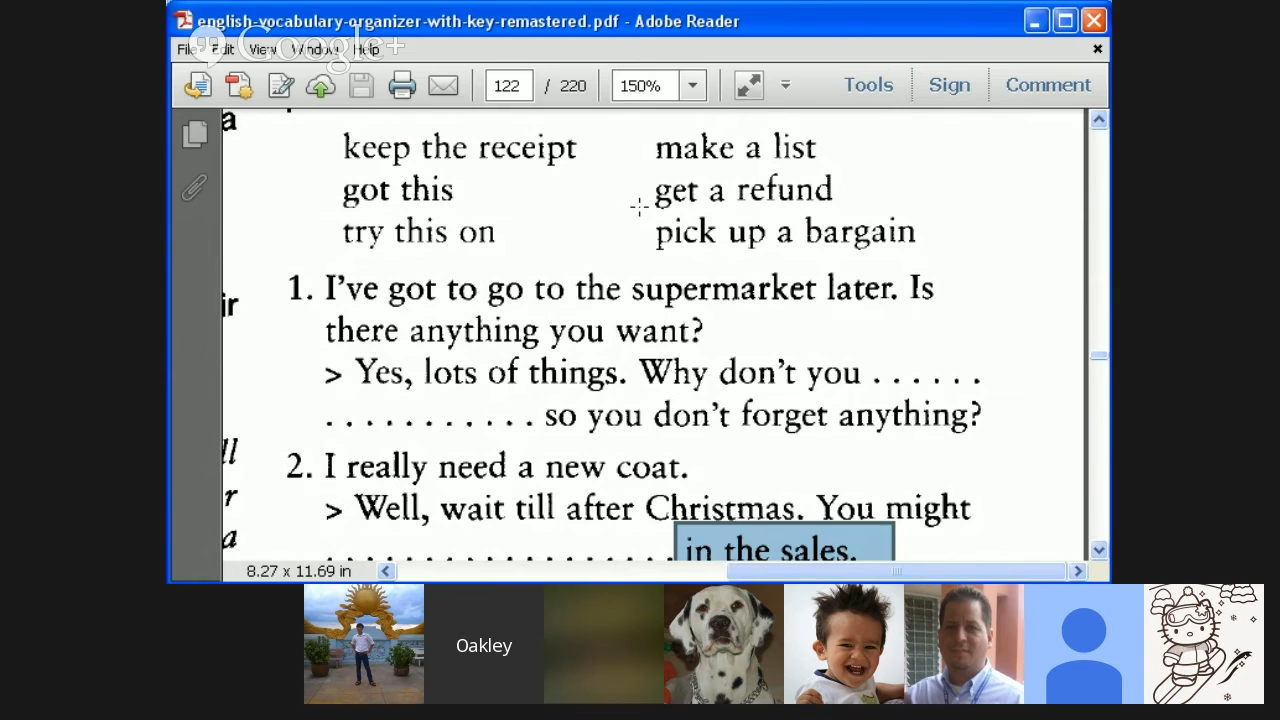 english-vocabulary-organizer-with-key-remastered.pdf - Adobe Reader
Google+
File Edit View Window Help
122 / 220 150% Tools Sign Comment
a
keep the receipt make a list
got this get a refund
try this on pick up a bargain
1. I've got to go to the supermarket later. Is
ir
there anything you want?
> Yes, lots of things. Why don't you . . . . . .
. . . . . . . . . . . so you don't forget anything?
ll
2. I really need a new coat.
r
> Well, wait till after Christmas. You might
a
. . . . . . . . . . . . . . . . . . in the sales.
8.27 x 11.69 in
Oakley